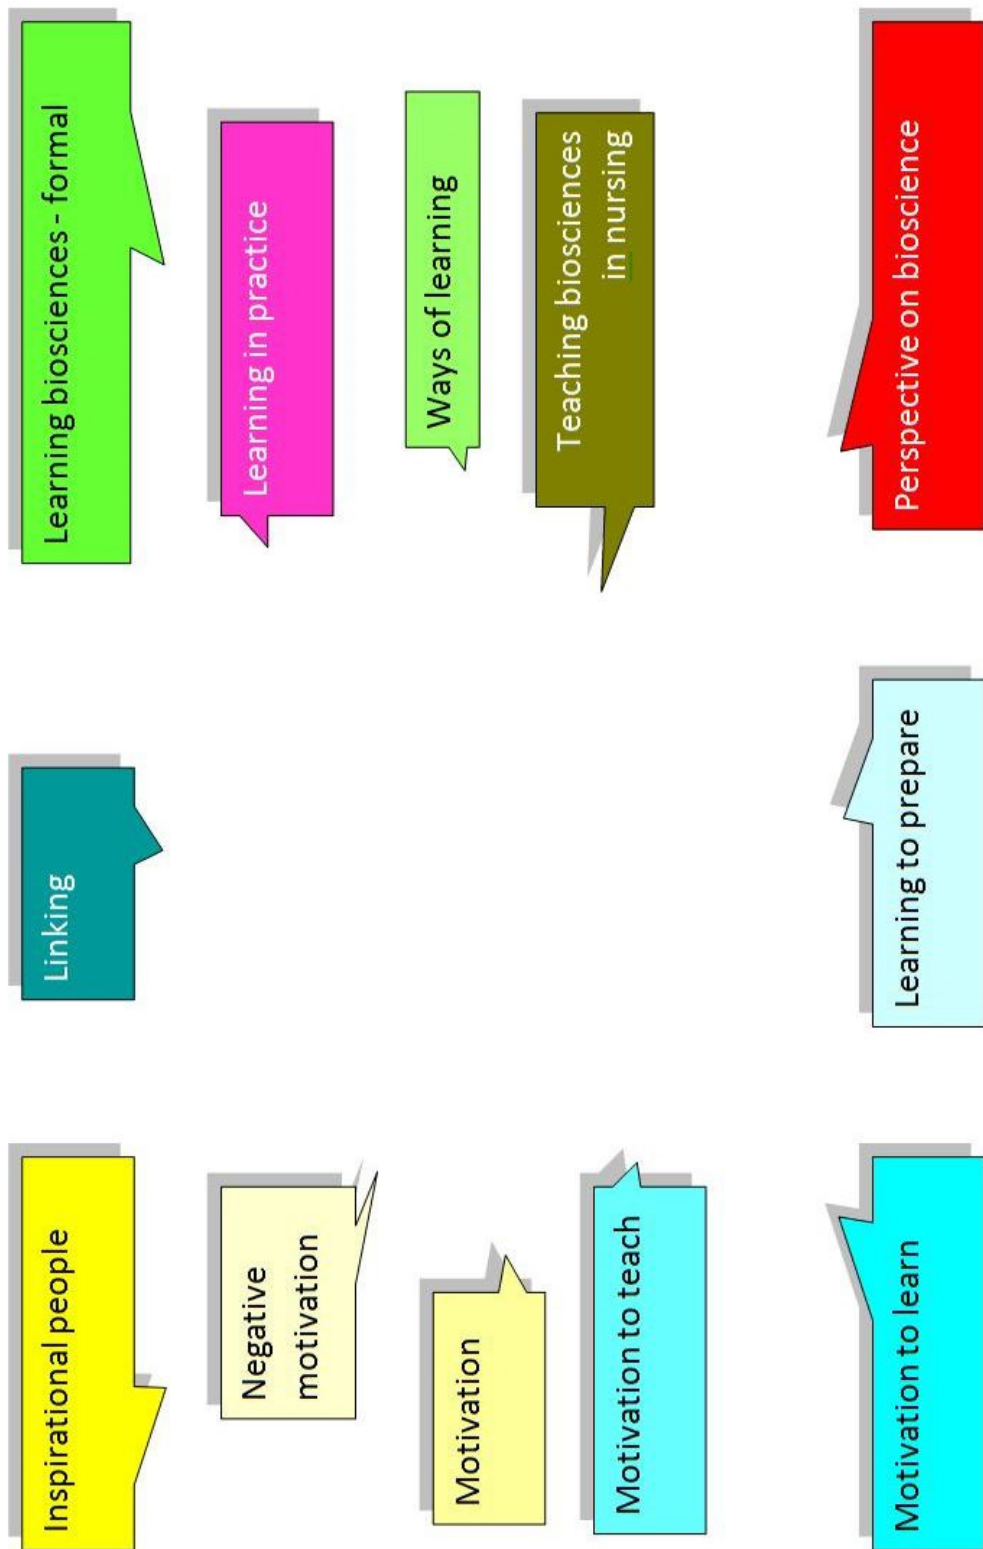 Inspirational people
Linking
Learning biosciences - formal
Negative
motivation
Learning in practice
Motivation
Ways of learning
Motivation to teach
Teaching biosciences
in nursing
Motivation to learn
Learning to prepare
Perspective on bioscience